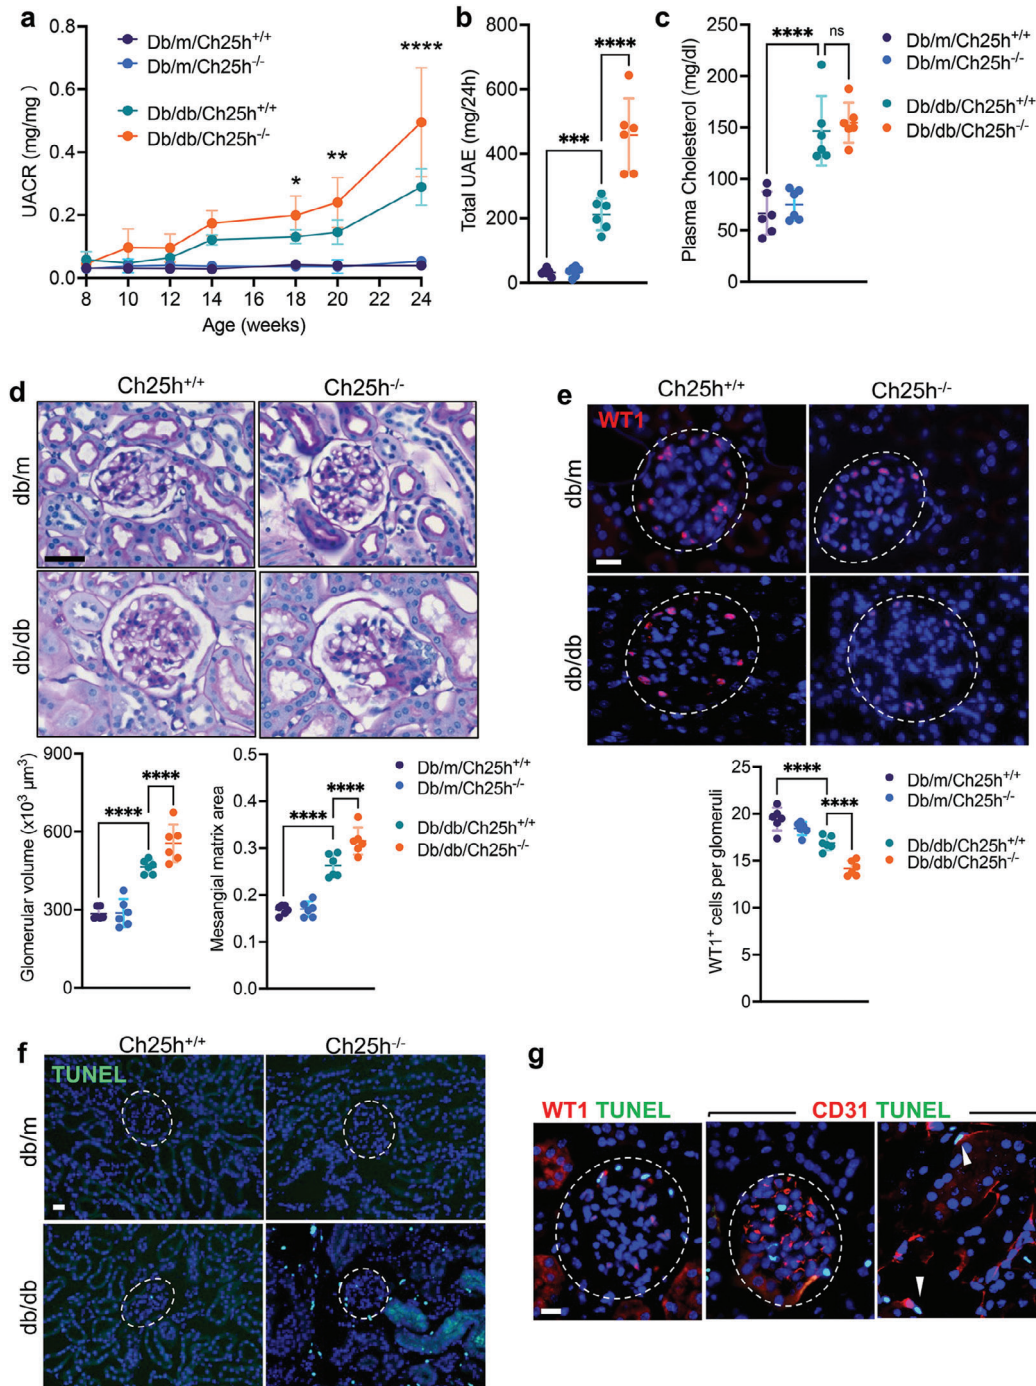 a
UACR (mg/mg)
0.8
0.6
0.4
0.2
0.0
8 10 12 14 18 20 24
Age (weeks)
Db/m/Ch25h+/+
Db/m/Ch25h-/-
Db/db/Ch25h+/+
Db/db/Ch25h-/-
*
**
****
b
Total UAE (mg/24h)
800
600
400
200
0
***
****
c
Plasma Cholesterol (mg/dl)
250
200
150
100
50
0
****
ns
Db/m/Ch25h+/+
Db/m/Ch25h-/-
Db/db/Ch25h+/+
Db/db/Ch25h-/-
d
Ch25h+/+
Ch25h-/-
db/m
db/db
Glomerular volume (x10³ µm³)
900
600
300
0
****
****
Mesangial matrix area
0.5
0.4
0.3
0.2
0.1
0.0
****
****
Db/m/Ch25h+/+
Db/m/Ch25h-/-
Db/db/Ch25h+/+
Db/db/Ch25h-/-
e
Ch25h+/+
Ch25h-/-
WT1
db/m
db/db
WT1+ cells per glomeruli
25
20
15
10
5
0
****
****
Db/m/Ch25h+/+
Db/m/Ch25h-/-
Db/db/Ch25h+/+
Db/db/Ch25h-/-
f
Ch25h+/+
Ch25h-/-
TUNEL
db/m
db/db
g
WT1 TUNEL
CD31 TUNEL